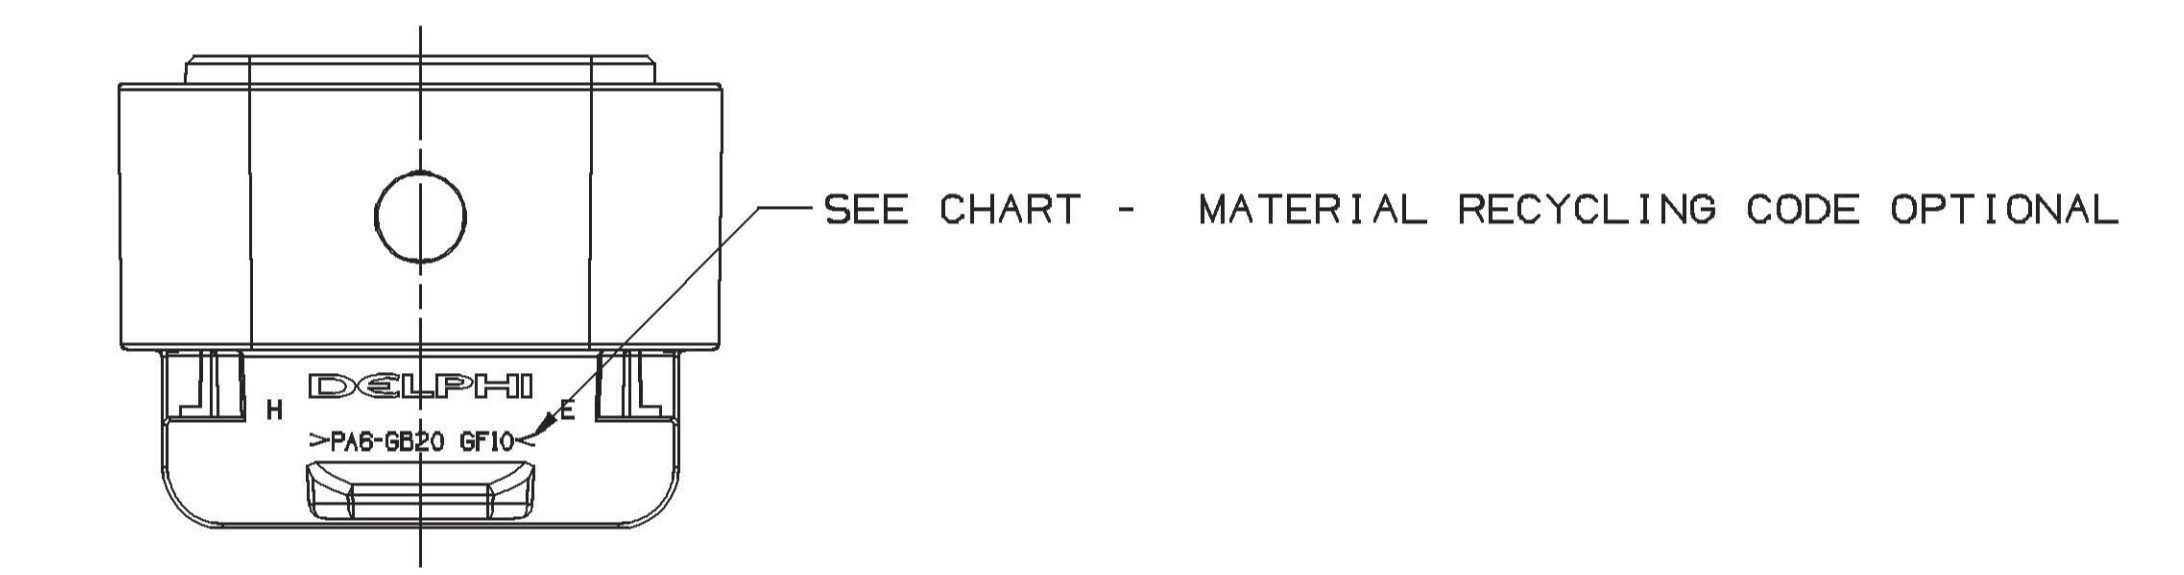 SEE CHART - MATERIAL RECYCLING CODE OPTIONAL
DELPHI
H E
>PA6-GB20 GF10<